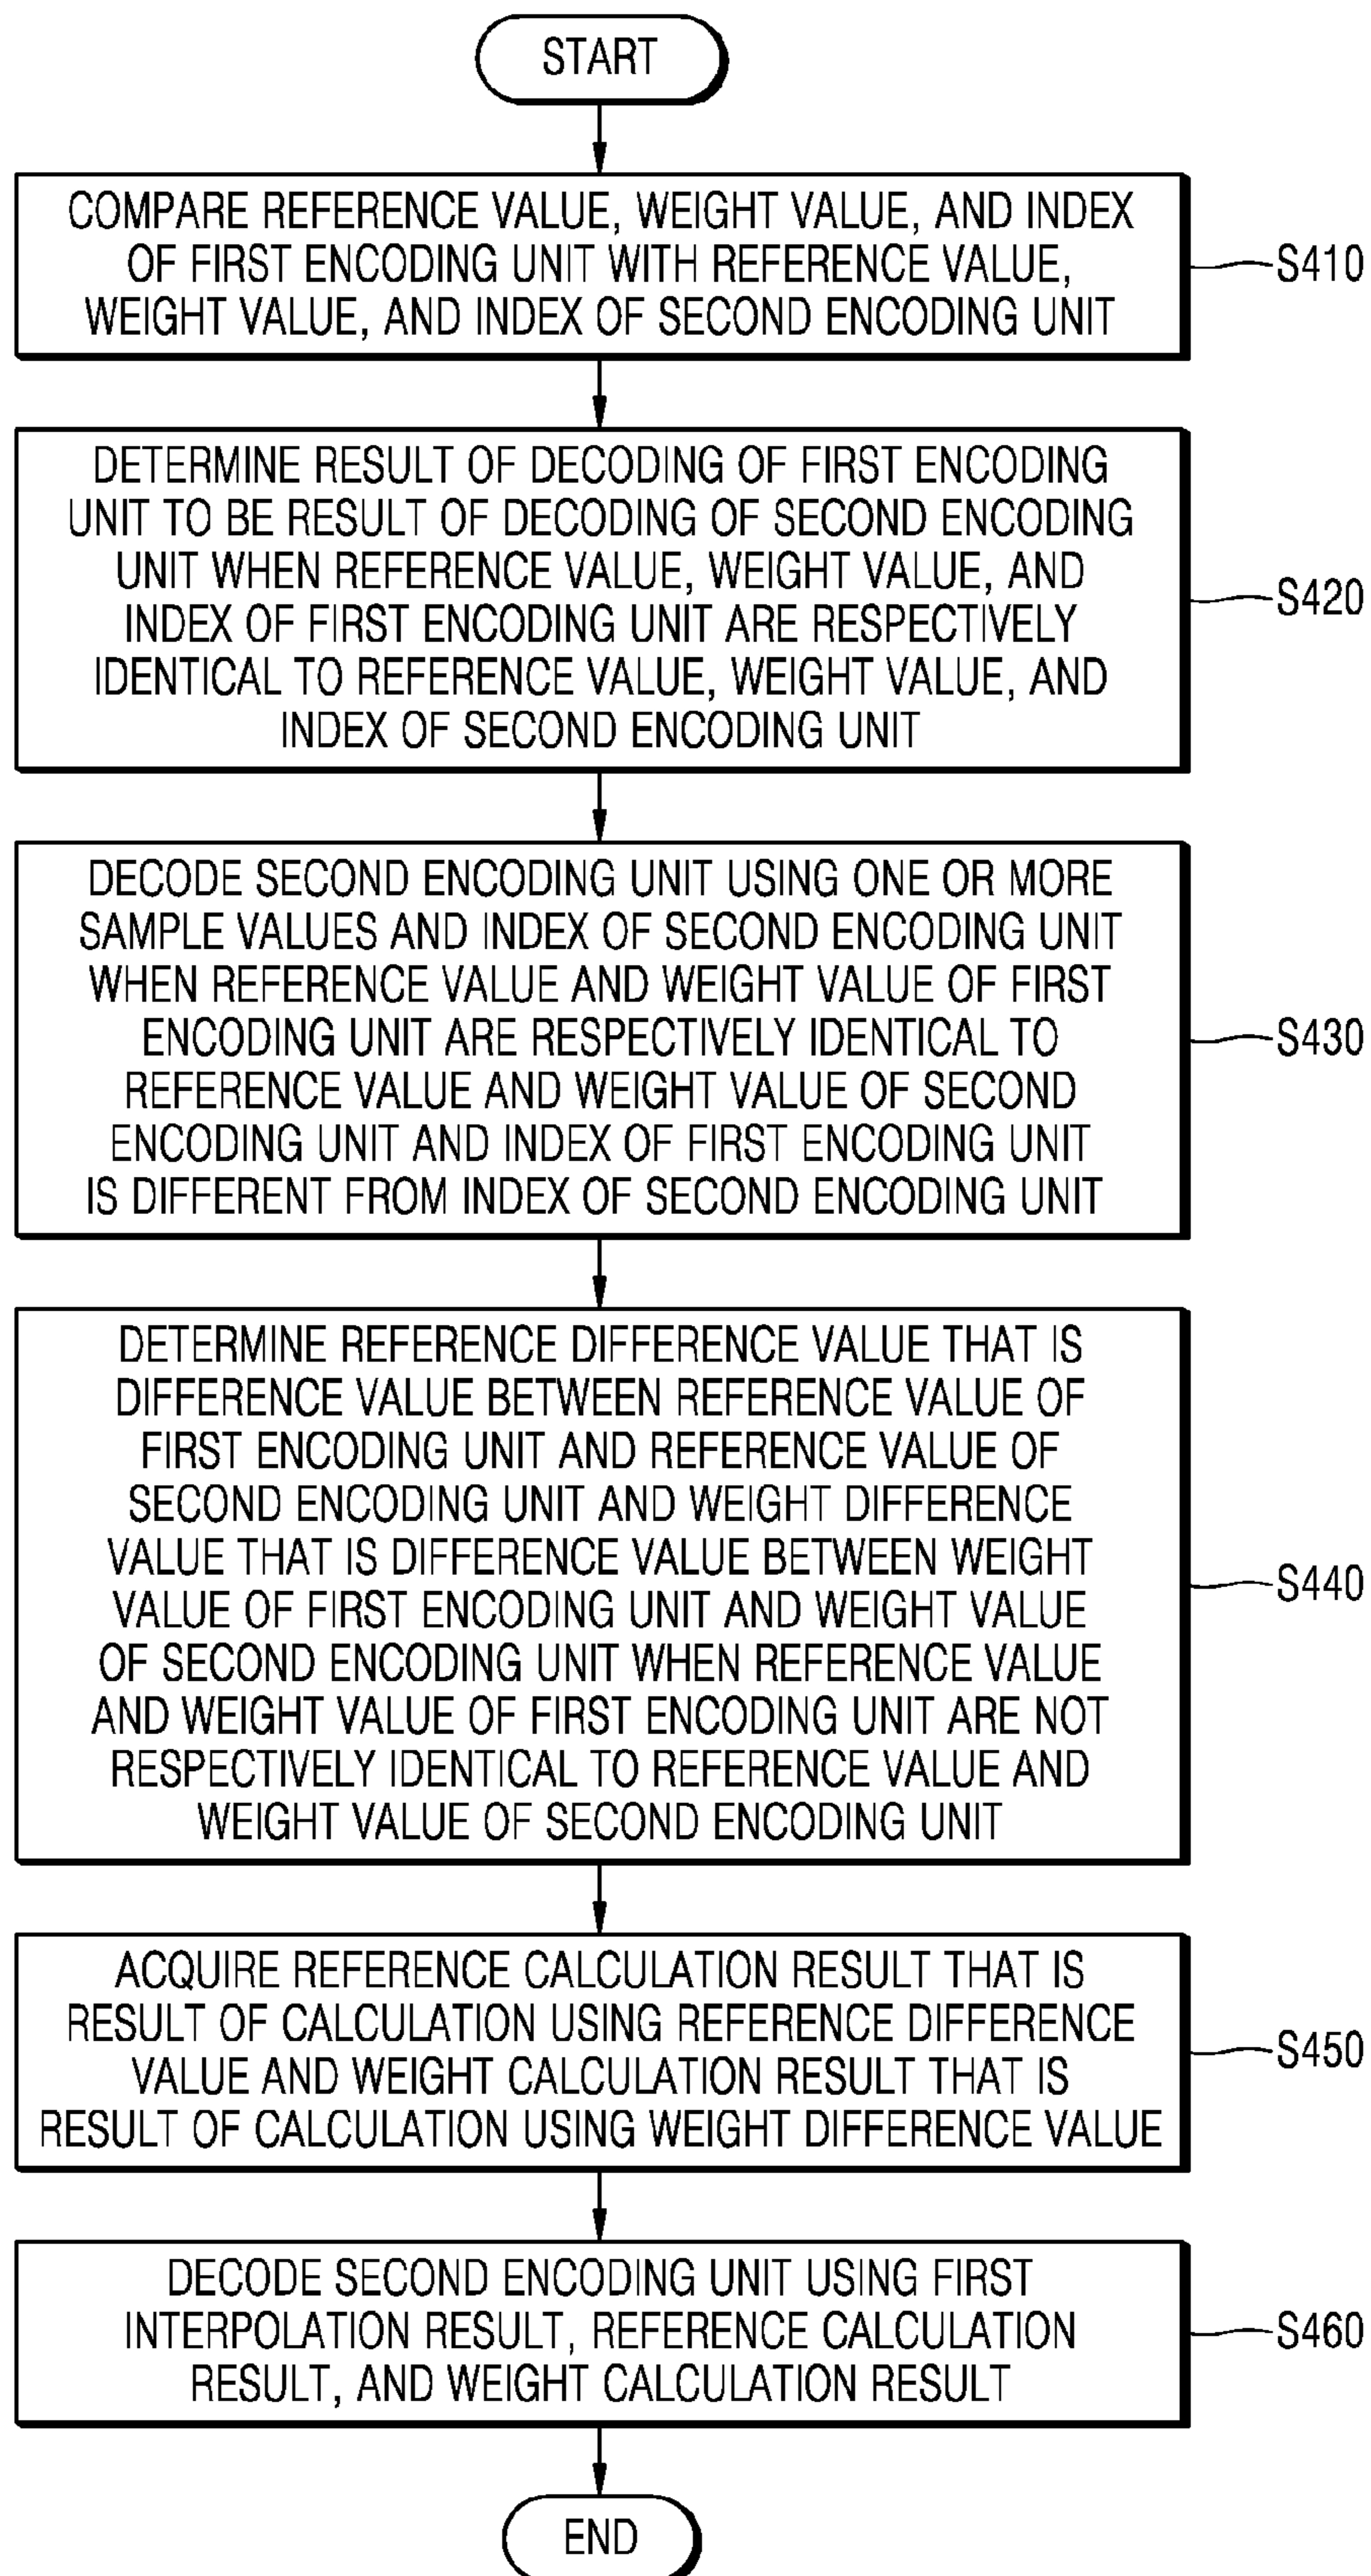 START
COMPARE REFERENCE VALUE, WEIGHT VALUE, AND INDEX
OF FIRST ENCODING UNIT WITH REFERENCE VALUE,
WEIGHT VALUE, AND INDEX OF SECOND ENCODING UNIT
S410
DETERMINE RESULT OF DECODING OF FIRST ENCODING
UNIT TO BE RESULT OF DECODING OF SECOND ENCODING
UNIT WHEN REFERENCE VALUE, WEIGHT VALUE, AND
INDEX OF FIRST ENCODING UNIT ARE RESPECTIVELY
IDENTICAL TO REFERENCE VALUE, WEIGHT VALUE, AND
INDEX OF SECOND ENCODING UNIT
S420
DECODE SECOND ENCODING UNIT USING ONE OR MORE
SAMPLE VALUES AND INDEX OF SECOND ENCODING UNIT
WHEN REFERENCE VALUE AND WEIGHT VALUE OF FIRST
ENCODING UNIT ARE RESPECTIVELY IDENTICAL TO
REFERENCE VALUE AND WEIGHT VALUE OF SECOND
ENCODING UNIT AND INDEX OF FIRST ENCODING UNIT
IS DIFFERENT FROM INDEX OF SECOND ENCODING UNIT
S430
DETERMINE REFERENCE DIFFERENCE VALUE THAT IS
DIFFERENCE VALUE BETWEEN REFERENCE VALUE OF
FIRST ENCODING UNIT AND REFERENCE VALUE OF
SECOND ENCODING UNIT AND WEIGHT DIFFERENCE
VALUE THAT IS DIFFERENCE VALUE BETWEEN WEIGHT
VALUE OF FIRST ENCODING UNIT AND WEIGHT VALUE
OF SECOND ENCODING UNIT WHEN REFERENCE VALUE
AND WEIGHT VALUE OF FIRST ENCODING UNIT ARE NOT
RESPECTIVELY IDENTICAL TO REFERENCE VALUE AND
WEIGHT VALUE OF SECOND ENCODING UNIT
S440
ACQUIRE REFERENCE CALCULATION RESULT THAT IS
RESULT OF CALCULATION USING REFERENCE DIFFERENCE
VALUE AND WEIGHT CALCULATION RESULT THAT IS
RESULT OF CALCULATION USING WEIGHT DIFFERENCE VALUE
S450
DECODE SECOND ENCODING UNIT USING FIRST
INTERPOLATION RESULT, REFERENCE CALCULATION
RESULT, AND WEIGHT CALCULATION RESULT
S460
END